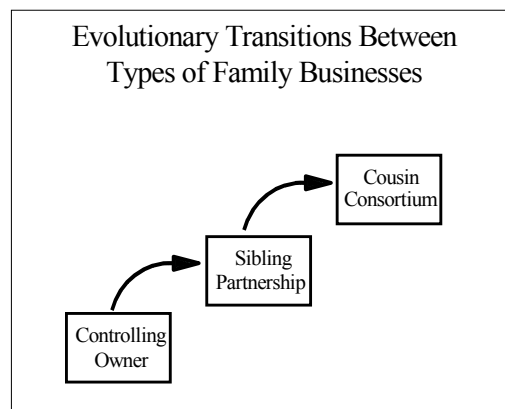 Evolutionary Transitions Between
Types of Family Businesses
Cousin
Consortium
Sibling
Partnership
Controlling
Owner